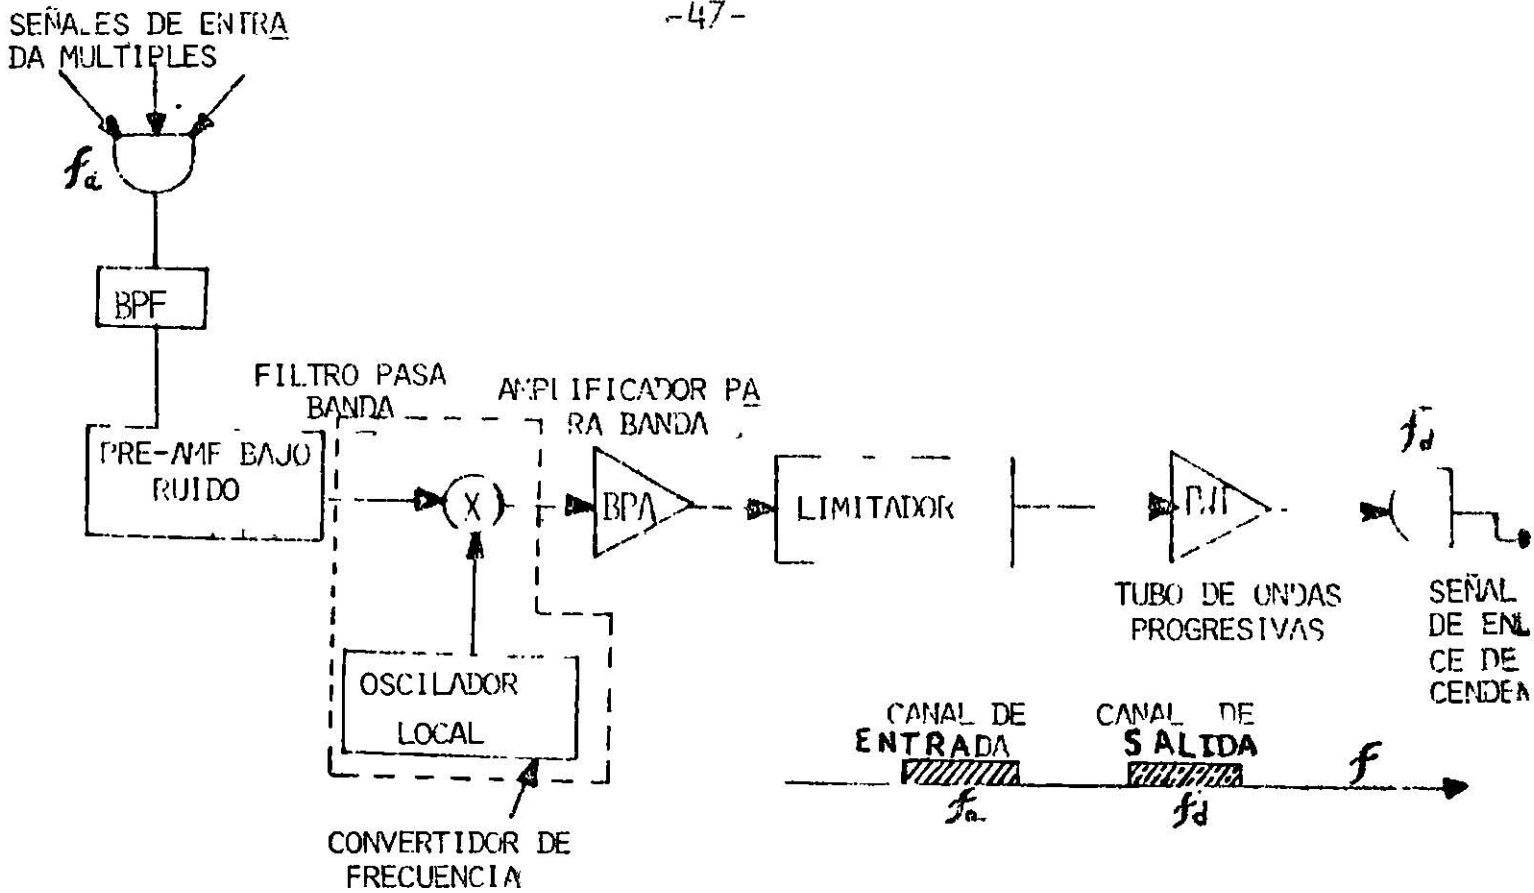 -47-
SEÑALES DE ENTRA
DA MULTIPLES
fa
BPF
FILTRO PASA
BANDA
AMPLIFICADOR PA
RA BANDA
fd
PRE-AMP BAJO
RUIDO
X
BPA
LIMITADOR
TUBO DE ONDAS
PROGRESIVAS
SEÑAL
DE ENL
CE DE
CENDEN
OSCILADOR
LOCAL
CANAL DE
ENTRADA
CANAL DE
SALIDA
f
fa
fd
CONVERTIDOR DE
FRECUENCIA